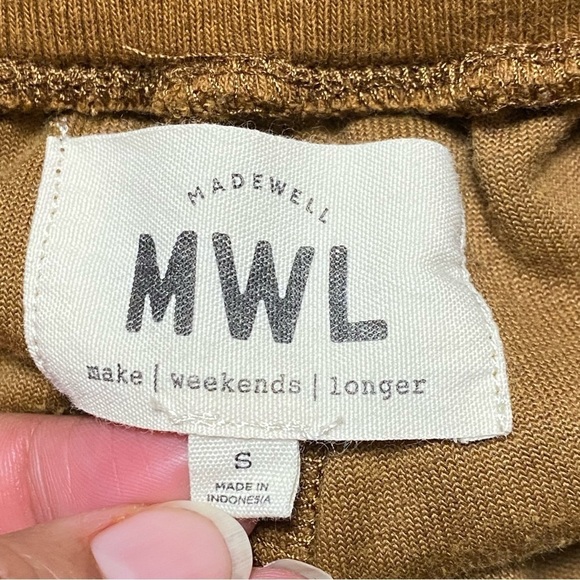 MADEWELL
MWL
make | weekends | longer
S
MADE IN
INDONESIA